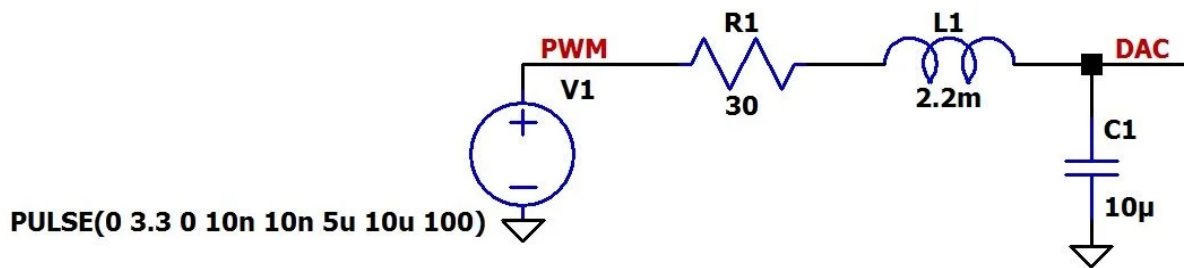 R1
L1
PWM
DAC
V1
30
2.2m
C1
PULSE(0 3.3 0 10n 10n 5u 10u 100)
10µ